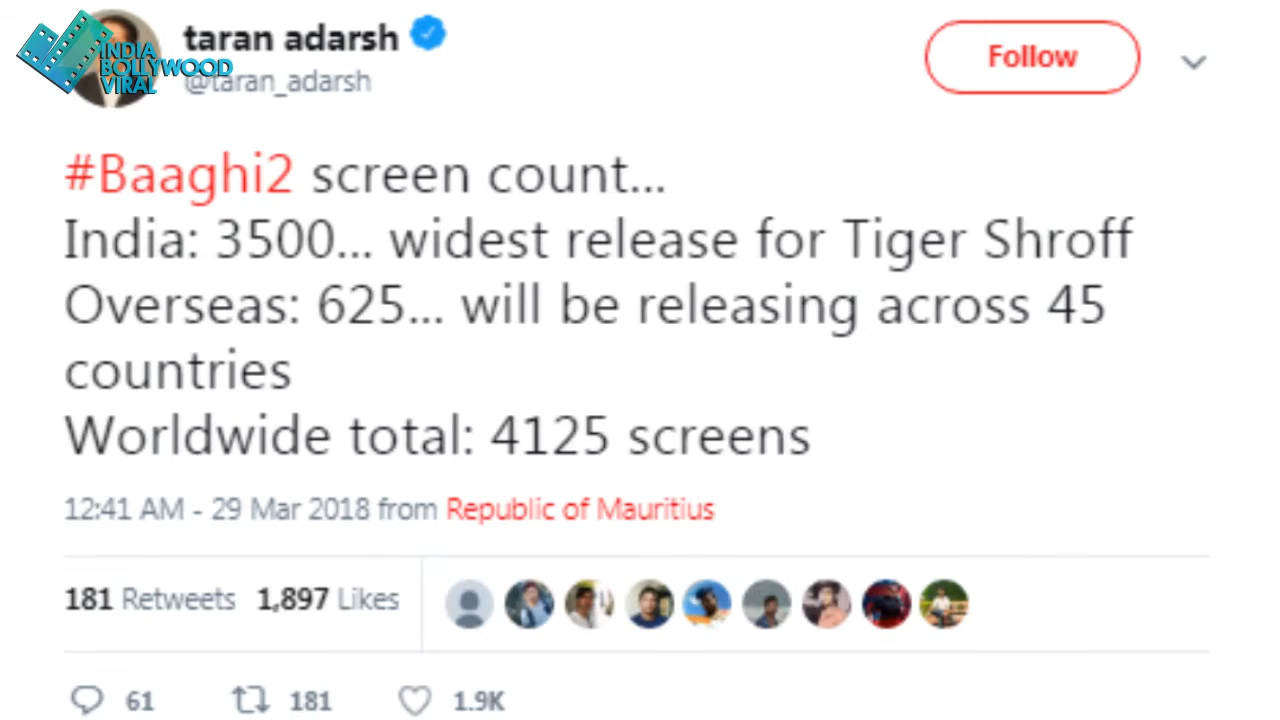 taran adarsh
INDIA
BOLLYWOOD
VIRAL
@taran_adarsh
Follow
#Baaghi2 screen count...
India: 3500... widest release for Tiger Shroff
Overseas: 625... will be releasing across 45
countries
Worldwide total: 4125 screens
12:41 AM - 29 Mar 2018 from Republic of Mauritius
181 Retweets 1,897 Likes
61 181 1.9K